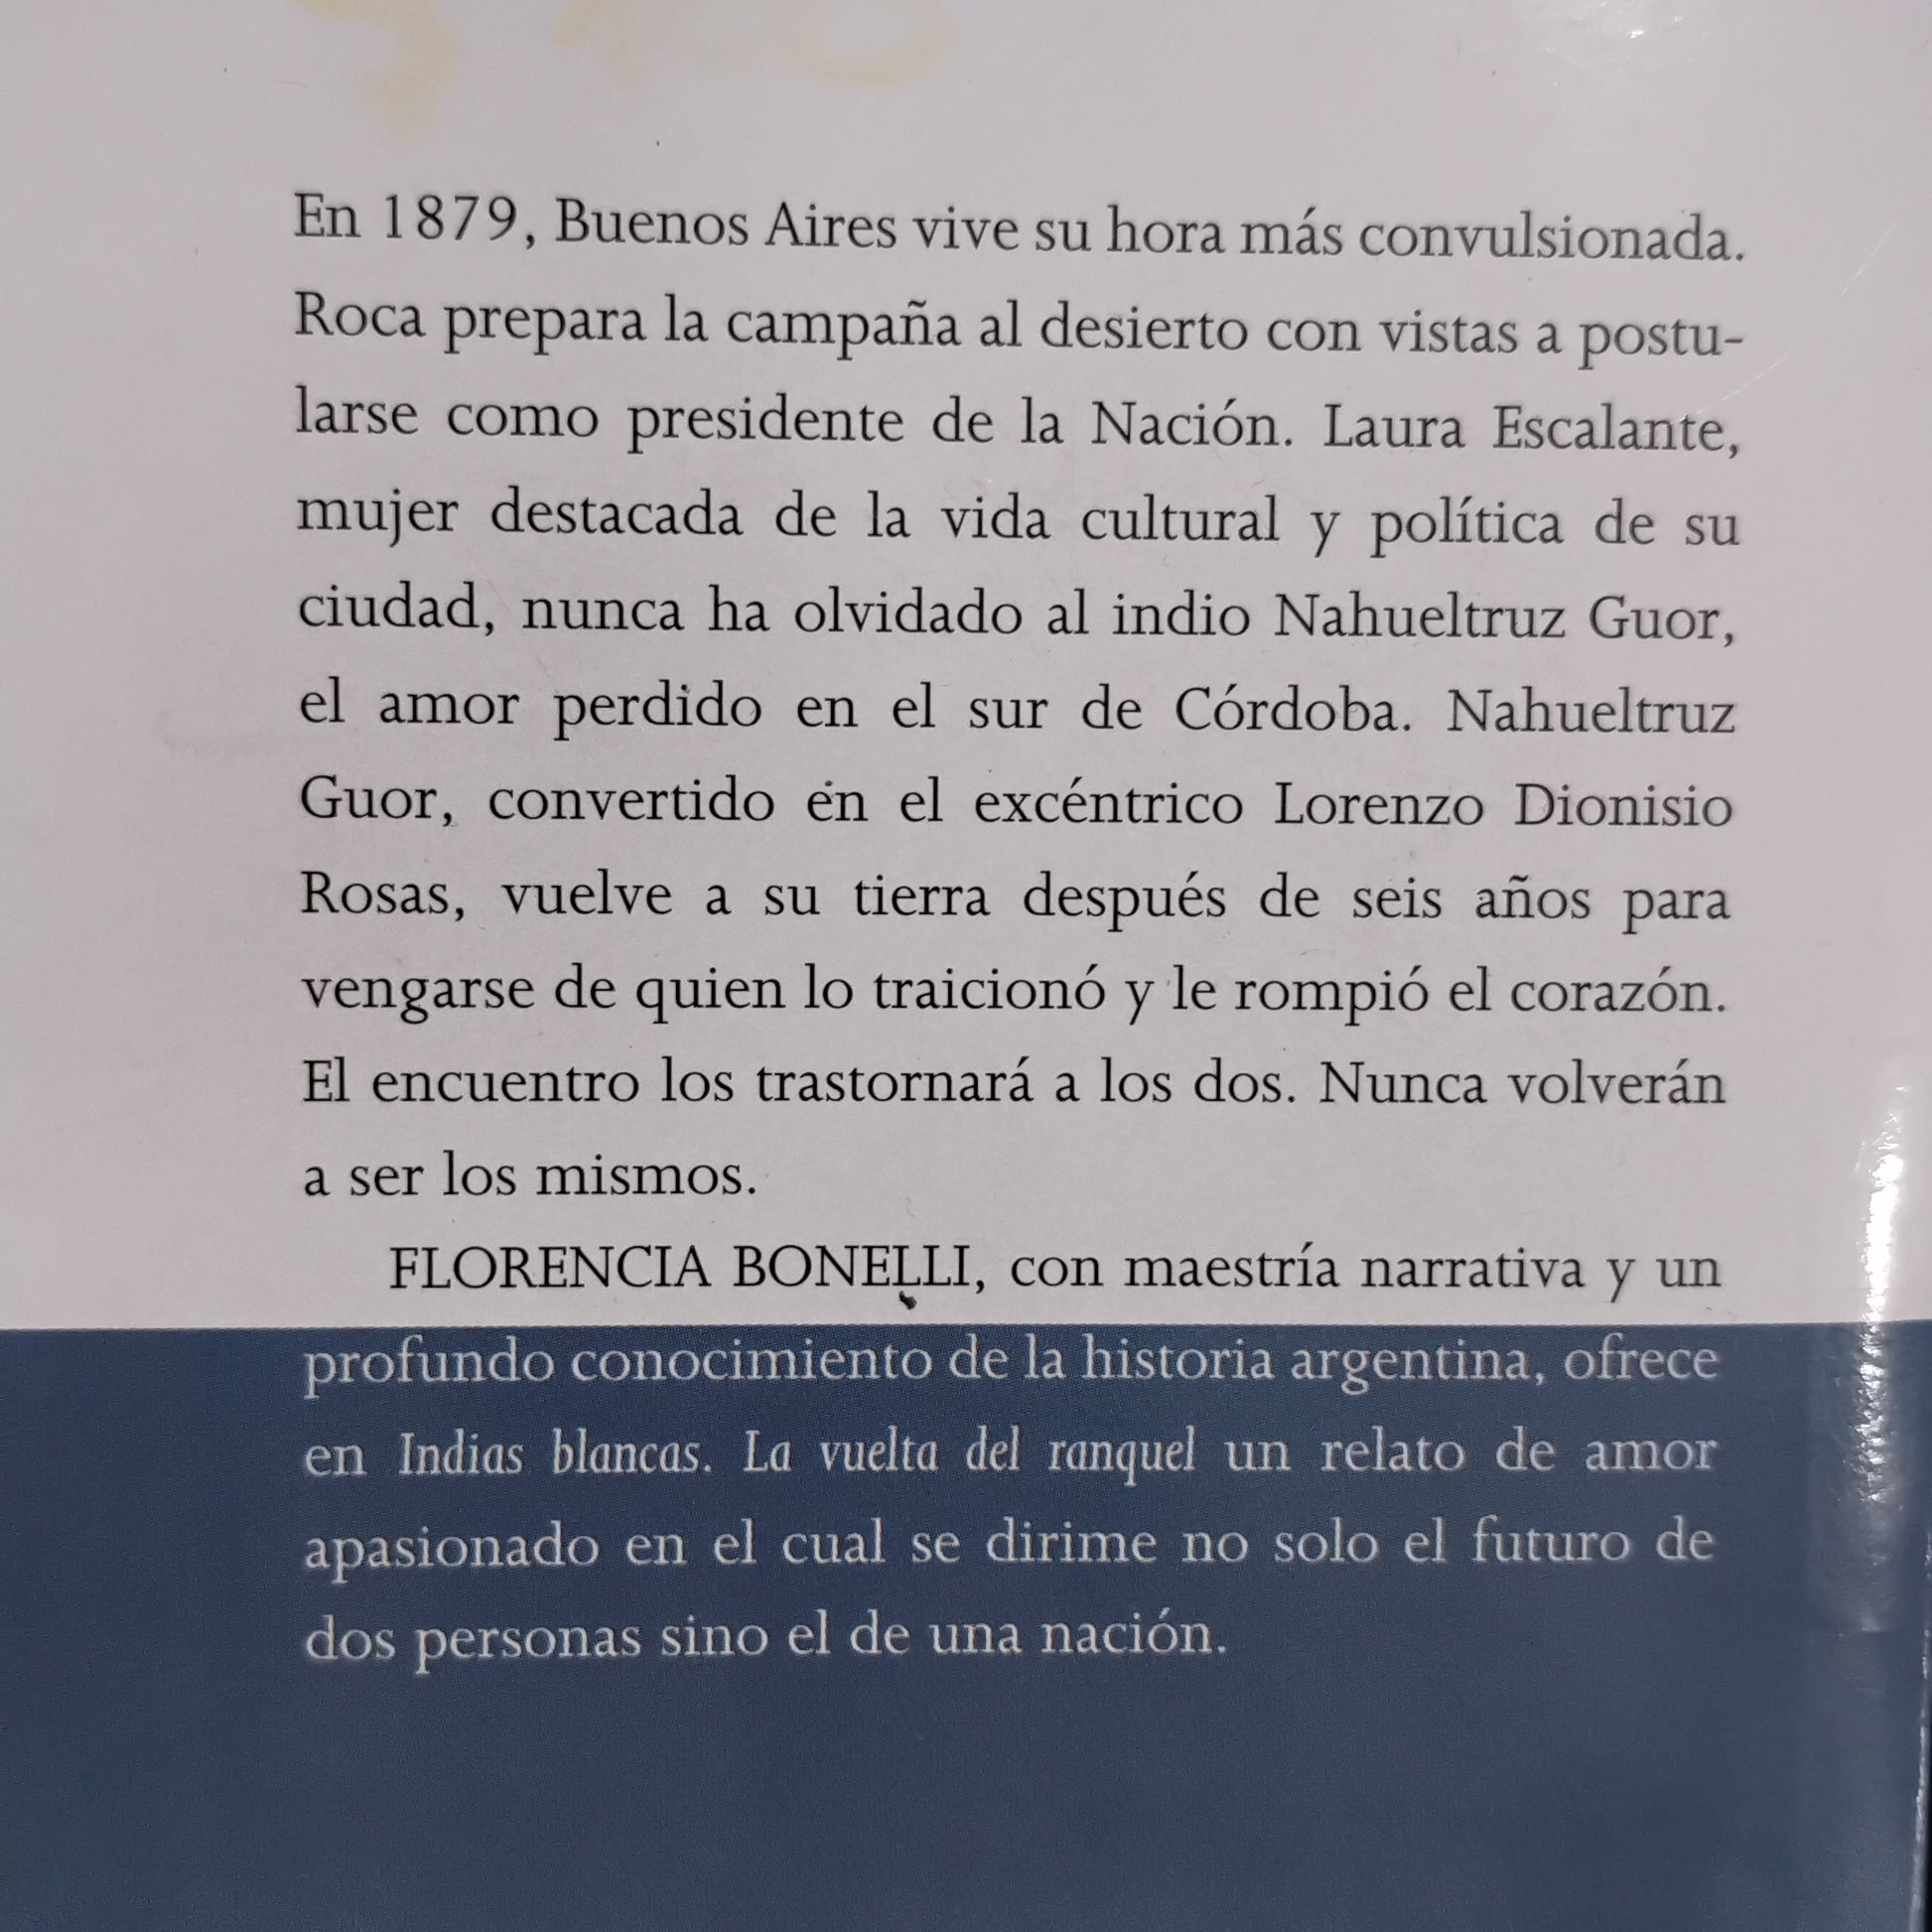 En 1879, Buenos Aires vive su hora más convulsionada.
Roca prepara la campaña al desierto con vistas a postu-
larse como presidente de la Nación. Laura Escalante,
mujer destacada de la vida cultural y política de su
ciudad, nunca ha olvidado al indio Nahueltruz Guor,
el amor perdido en el sur de Córdoba. Nahueltruz
Guor, convertido en el excéntrico Lorenzo Dionisio
Rosas, vuelve a su tierra después de seis años para
vengarse de quien lo traicionó y le rompió el corazón.
El encuentro los trastornará a los dos. Nunca volverán
a ser los mismos.
FLORENCIA BONELLI, con maestría narrativa y un
profundo conocimiento de la historia argentina, ofrece
en Indias blancas. La vuelta del ranquel un relato de amor
apasionado en el cual se dirime no solo el futuro de
dos personas sino el de una nación.